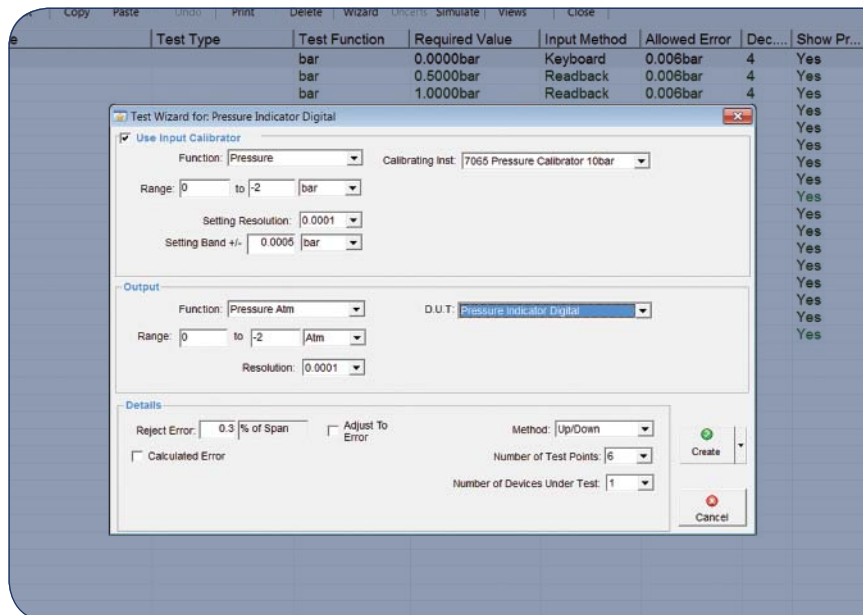 Copy Paste Undo Print Delete Wizard Uncerts Simulate Views Close
e Test Type Test Function Required Value Input Method Allowed Error Dec.... Show Pr...
bar 0.0000bar Keyboard 0.006bar 4 Yes
bar 0.5000bar Readback 0.006bar 4 Yes
bar 1.0000bar Readback 0.006bar 4 Yes
Test Wizard for: Pressure Indicator Digital
Yes
Yes
Use Input Calibrator
Yes
Function: Pressure Calibrating Inst: 7065 Pressure Calibrator 10bar
Yes
Range: 0 to -2 bar
Yes
Yes
Setting Resolution: 0.0001
Yes
Setting Band +/- 0.0005 bar
Yes
Yes
Yes
Output
Yes
Function: Pressure Atm D.U.T: Pressure Indicator Digital
Yes
Range: 0 to -2 Atm
Yes
Resolution: 0.0001
Details
Reject Error: 0.3 % of Span Adjust To Error Method: Up/Down
Calculated Error Number of Test Points: 6
Create
Number of Devices Under Test: 1
Cancel